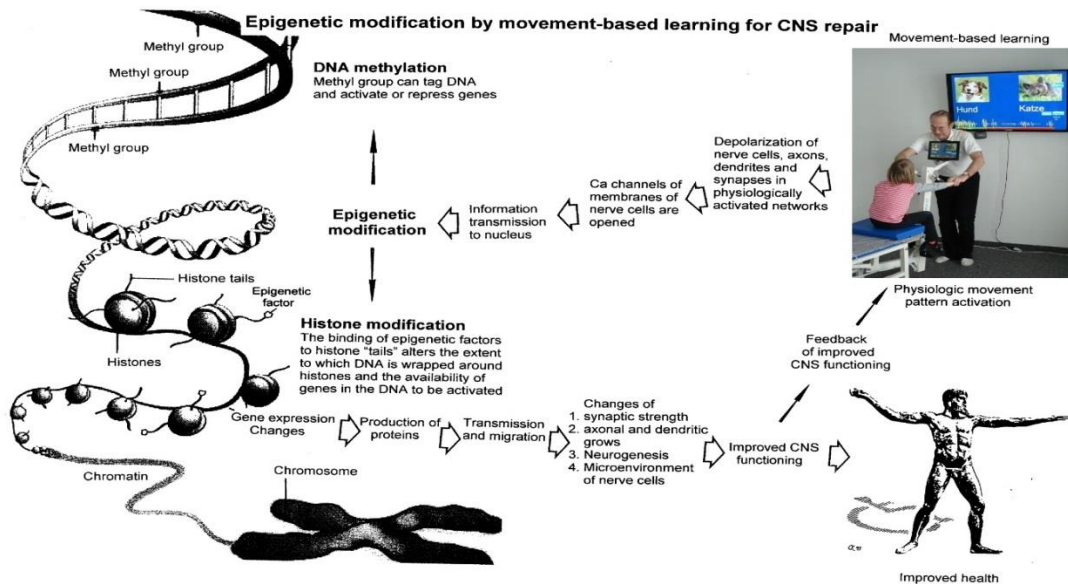 Epigenetic modification by movement-based learning for CNS repair
Methyl group
Methyl group
Methyl group
DNA methylation
Methyl group can tag DNA
and activate or repress genes
Movement-based learning
Hund
Katze
Depolarization of
nerve cells, axons,
dendrites and
synapses in
physiologically
activated networks
Ca channels of
membranes of
nerve cells are
opened
Information
transmission
to nucleus
Epigenetic
modification
Histone tails
Epigenetic
factor
Histones
Histone modification
The binding of epigenetic factors
to histone "tails" alters the extent
to which DNA is wrapped around
histones and the availability of
genes in the DNA to be activated
Physiologic movement
pattern activation
Feedback
of improved
CNS functioning
Gene expression
Changes
Production of
proteins
Transmission
and migration
Changes of
1. synaptic strength
2. axonal and dendritic
grows
3. Neurogenesis
4. Microenvironment
of nerve cells
Improved CNS
functioning
Chromatin
Chromosome
Improved health